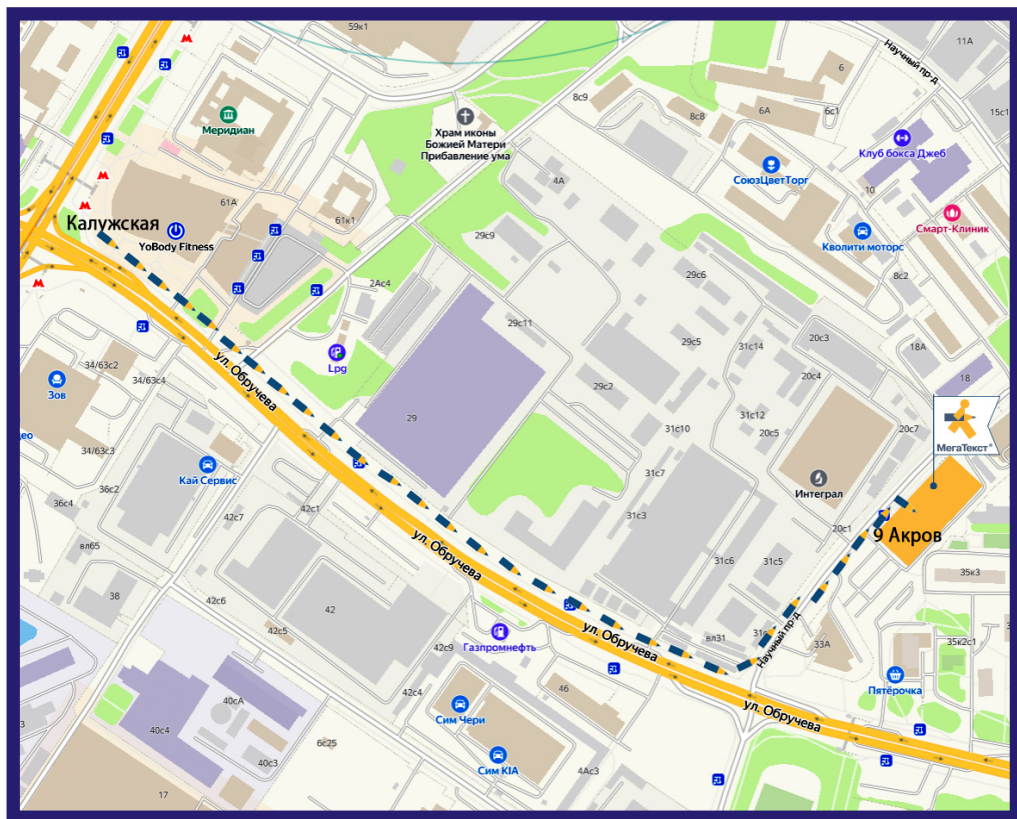 59к1
11А
Научный пр-д
6
8с9
8с8
6А
6с1
15с1
Меридиан
Храм иконы
Божией Матери
Прибавление ума
Клуб бокса Джеб
СоюзЦветТорг
4А
10
61А
61к1
Калужская
YoBody Fitness
29с9
Смарт-Клиник
Кволити моторс
29с6
8с2
2Ас4
29с11
29с5
31с14
20с3
18А
Lpg
34/63с2
34/63с4
ул. Обручева
Зов
29с2
20с4
18
29
31с12
20с5
20с7
31с10
МегаТекст®
34/63с3
Кай Сервис
31с7
Интеграл
36с2
36с4
42с7
42с1
31с3
20с1
9 Акров
вл65
ул. Обручева
31с6
31с5
35к3
38
42с6
42
42с5
вл31
ул. Обручева
Научный пр-д
33А
35к2с1
Газпромнефть
42с9
42с4
46
Пятёрочка
40сА
40с4
Сим Чери
ул. Обручева
6с25
40с3
Сим KIA
4Ас3
17